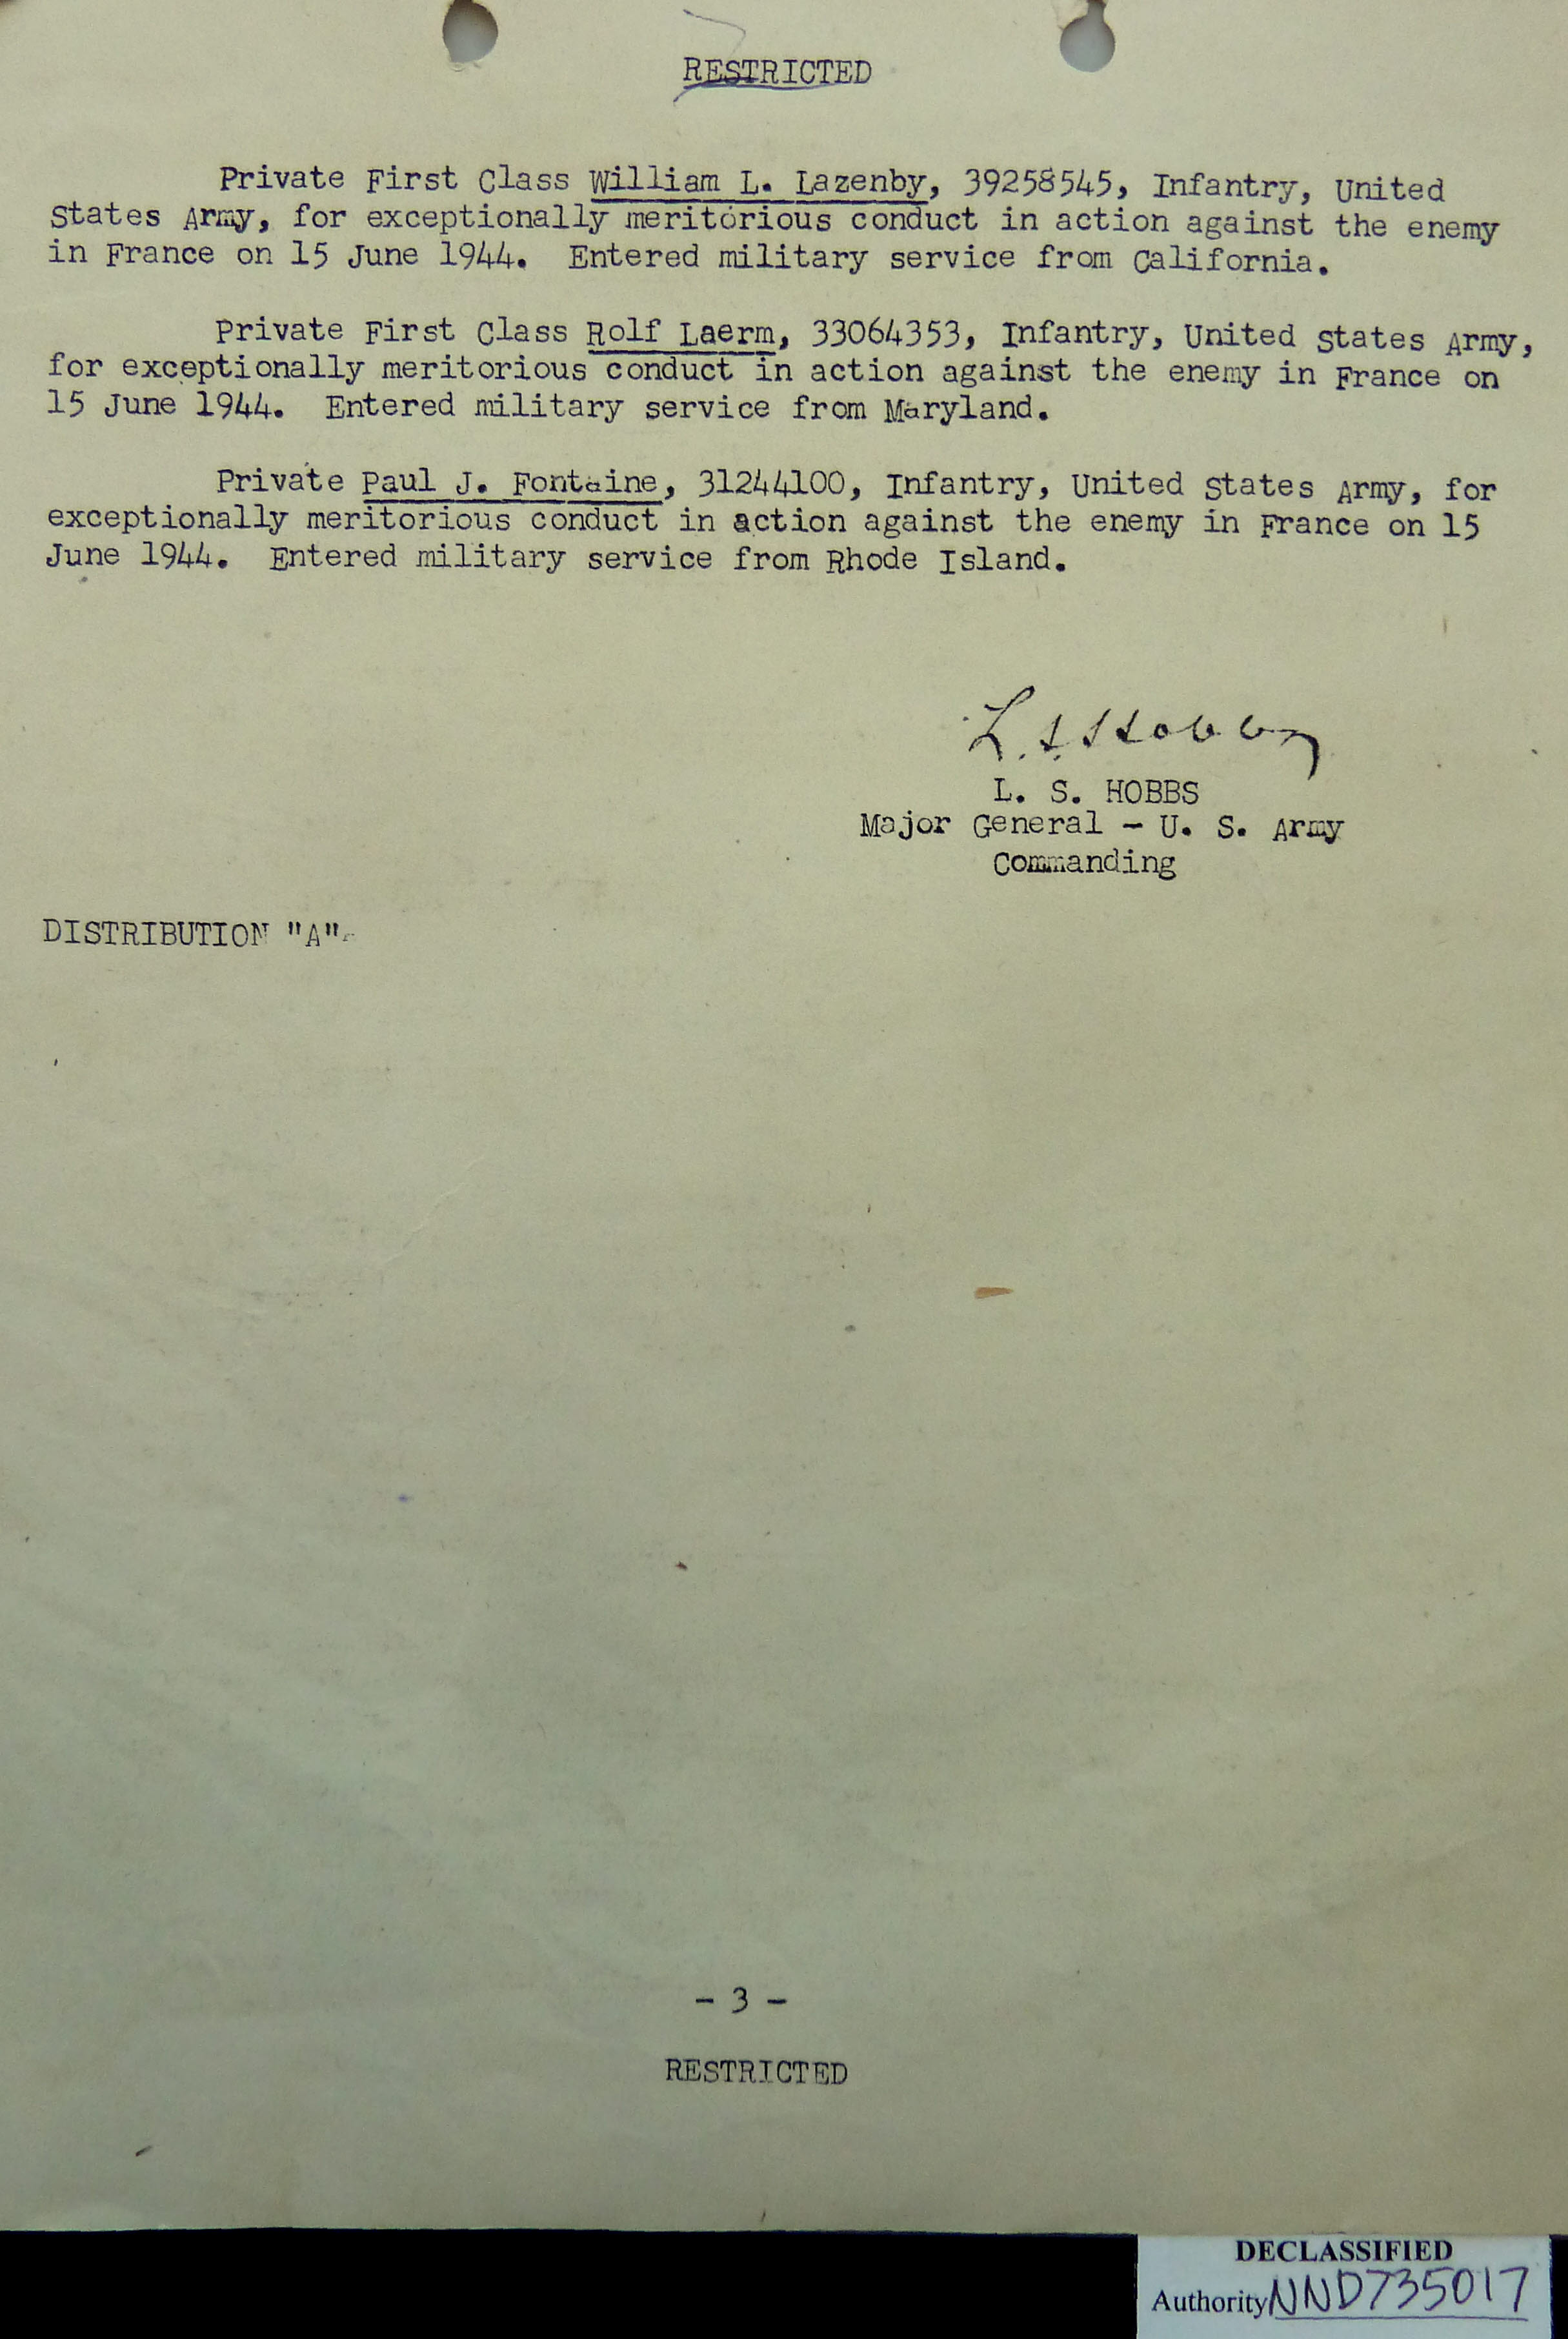 RESTRICTED
Private First Class William L. Lazenby, 39258545, Infantry, United
States Army, for exceptionally meritorious conduct in action against the enemy
in France on 15 June 1944. Entered military service from California.
Private First Class Rolf Laerm, 33064353, Infantry, United States Army,
for exceptionally meritorious conduct in action against the enemy in France on
15 June 1944. Entered military service from Maryland.
Private Paul J. Fontaine, 31244100, Infantry, United States Army, for
exceptionally meritorious conduct in action against the enemy in France on 15
June 1944. Entered military service from Rhode Island.
L. S. Hobbs
L. S. HOBBS
Major General - U. S. Army
Commanding
DISTRIBUTION "A"
- 3 -
RESTRICTED
DECLASSIFIED
Authority NND735017